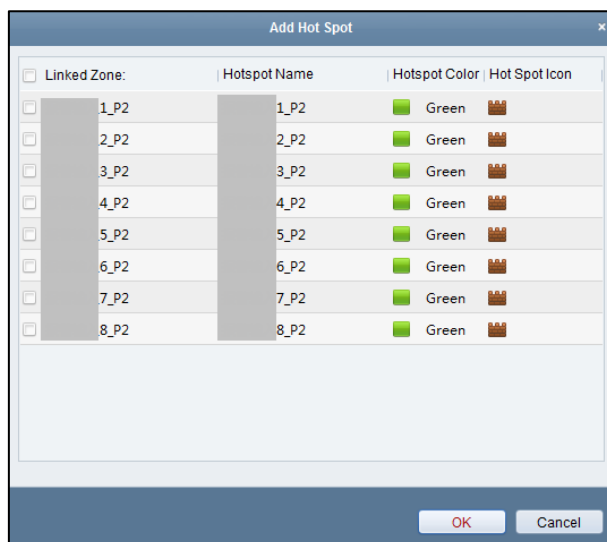 Add Hot Spot ×
Linked Zone: Hotspot Name Hotspot Color Hot Spot Icon
1_P2 1_P2 Green
2_P2 2_P2 Green
3_P2 3_P2 Green
4_P2 4_P2 Green
5_P2 5_P2 Green
6_P2 6_P2 Green
7_P2 7_P2 Green
8_P2 8_P2 Green
OK Cancel